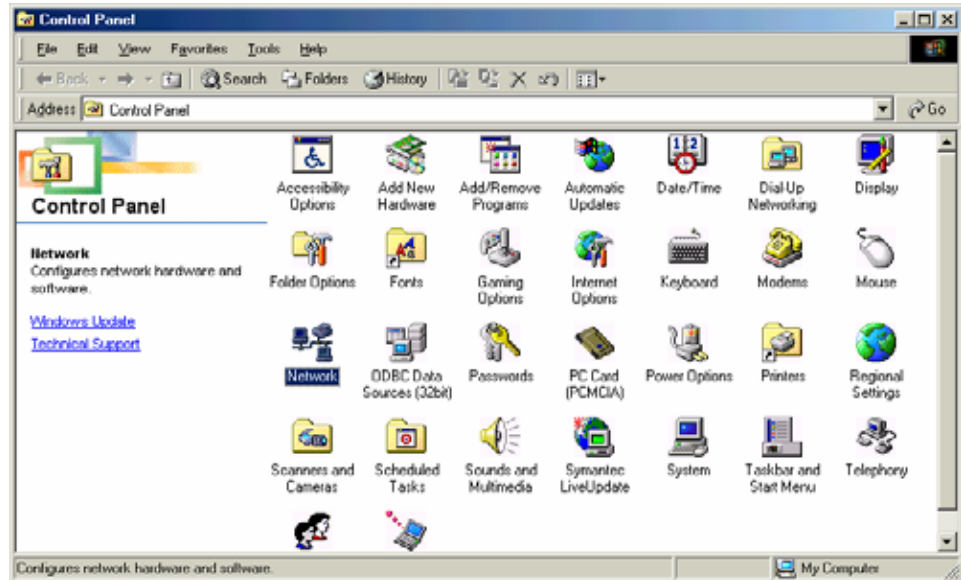 Control Panel
File Edit View Favorites Tools Help
Back Search Folders History
Address Control Panel Go
Control Panel
Network
Configures network hardware and
software.
Windows Update
Technical Support
Accessibility Options
Add New Hardware
Add/Remove Programs
Automatic Updates
Date/Time
Dial-Up Networking
Display
Folder Options
Fonts
Gaming Options
Internet Options
Keyboard
Modems
Mouse
Network
ODBC Data Sources (32bit)
Passwords
PC Card (PCMCIA)
Power Options
Printers
Regional Settings
Scanners and Cameras
Scheduled Tasks
Sounds and Multimedia
Symantec LiveUpdate
System
Taskbar and Start Menu
Telephony
Configures network hardware and software. My Computer